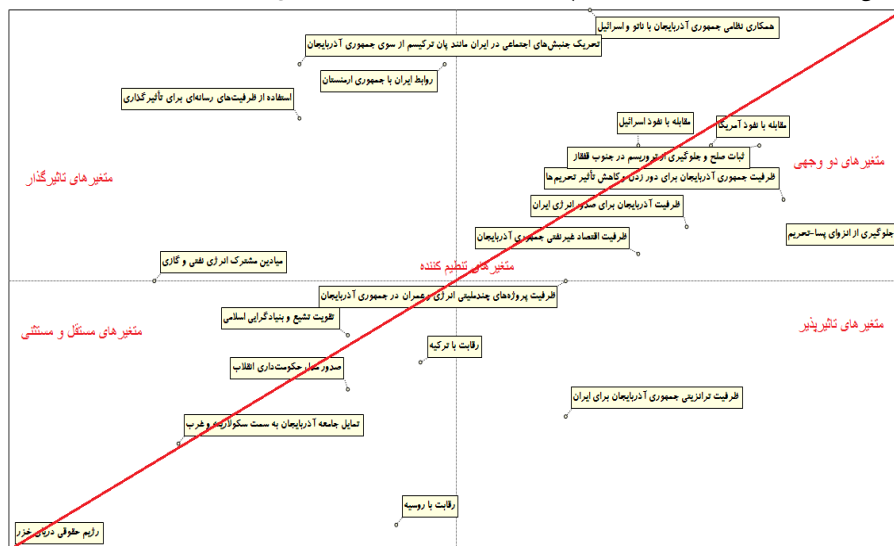 همکاری نظامی جمهوری آذربایجان با ناتو و اسرائیل
تحریک جنبش‌های اجتماعی در ایران مانند پان ترکیسم از سوی جمهوری آذربایجان
روابط ایران با جمهوری ارمنستان
استفاده از ظرفیت‌های رسانه‌ای برای تأثیرگذاری
مقابله با نفوذ آمریکا
مقابله با نفوذ اسرائیل
ثبات صلح و جلوگیری از تروریسم در جنوب قفقاز
متغیرهای دو وجهی
متغیرهای تاثیرگذار
ظرفیت جمهوری آذربایجان برای دور زدن و کاهش تأثیر تحریم‌ها
ظرفیت آذربایجان برای صدور انرژی ایران
جلوگیری از انزوای پسا-تحریم
ظرفیت اقتصاد غیرنفتی جمهوری آذربایجان
میادین مشترک انرژی نفتی و گازی
متغیرهای تنظیم کننده
ظرفیت پروژه‌های چندملیتی انرژی و عمران در جمهوری آذربایجان
تقویت تشیع و بنیادگرایی اسلامی
متغیرهای تاثیرپذیر
متغیرهای مستقل و مستثنی
رقابت با ترکیه
صدور مدل حکومت‌داری انقلاب
ظرفیت ترانزیتی جمهوری آذربایجان برای ایران
تمایل جامعه آذربایجان به سمت سکولاریته و غرب
رقابت با روسیه
رژیم حقوقی دریای خزر